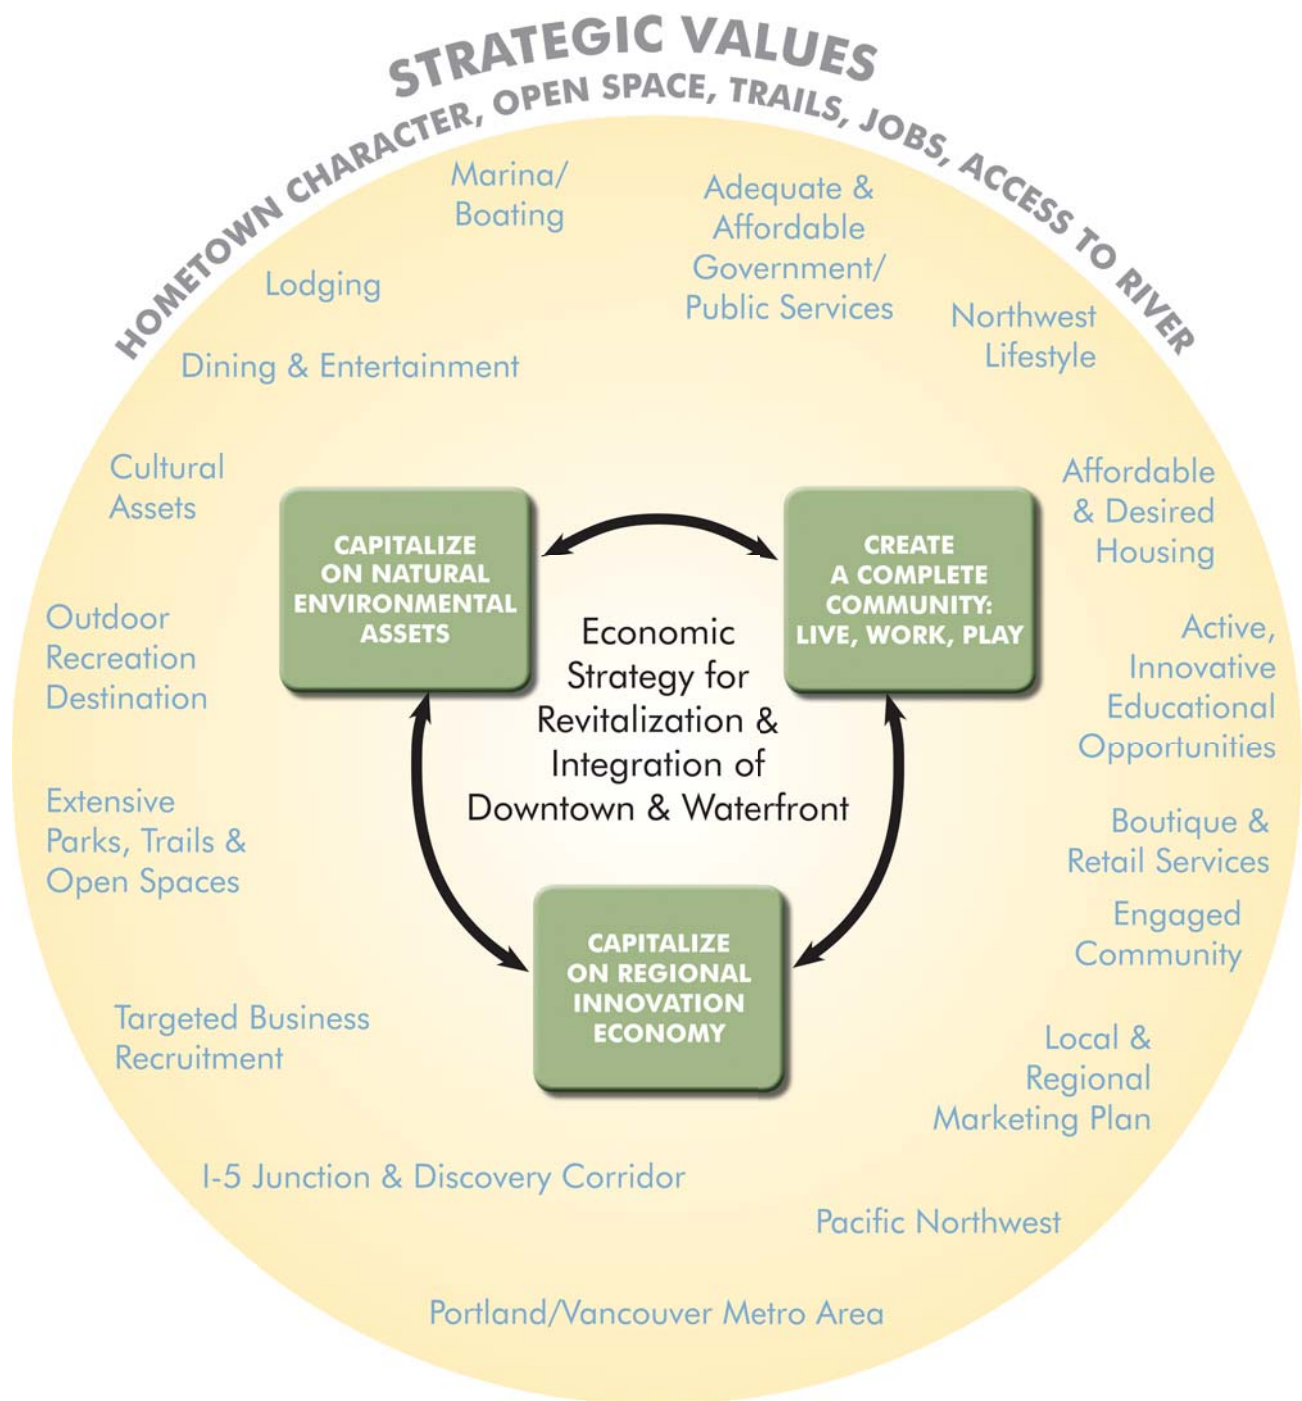 STRATEGIC VALUES
HOMETOWN CHARACTER, OPEN SPACE, TRAILS, JOBS, ACCESS TO RIVER
Marina/
Boating
Adequate &
Affordable
Government/
Public Services
Lodging
Northwest
Lifestyle
Dining & Entertainment
Cultural
Assets
Affordable
& Desired
Housing
CAPITALIZE
ON NATURAL
ENVIRONMENTAL
ASSETS
CREATE
A COMPLETE
COMMUNITY:
LIVE, WORK, PLAY
Outdoor
Recreation
Destination
Economic
Strategy for
Revitalization &
Integration of
Downtown & Waterfront
Active,
Innovative
Educational
Opportunities
Extensive
Parks, Trails &
Open Spaces
Boutique &
Retail Services
Engaged
Community
CAPITALIZE
ON REGIONAL
INNOVATION
ECONOMY
Targeted Business
Recruitment
Local &
Regional
Marketing Plan
I-5 Junction & Discovery Corridor
Pacific Northwest
Portland/Vancouver Metro Area